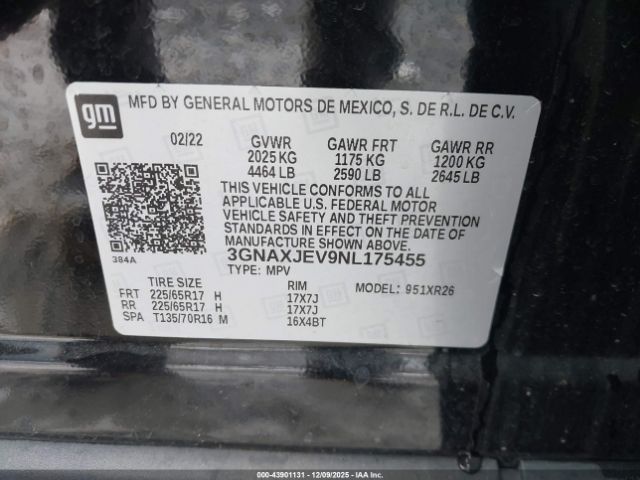 gm
MFD BY GENERAL MOTORS DE MEXICO, S. DE R.L. DE C.V.
02/22 GVWR GAWR FRT GAWR RR
2025 KG 1175 KG 1200 KG
4464 LB 2590 LB 2645 LB
THIS VEHICLE CONFORMS TO ALL
APPLICABLE U.S. FEDERAL MOTOR
VEHICLE SAFETY AND THEFT PREVENTION
STANDARDS IN EFFECT ON THE DATE OF
MANUFACTURE SHOWN ABOVE.
384A
3GNAXJEV9NL175455
TYPE: MPV
TIRE SIZE RIM MODEL: 951XR26
FRT 225/65R17 H 17X7J
RR 225/65R17 H 17X7J
SPA T135/70R16 M 16X4BT
000-43901131 - 12/09/2025 - IAAI.COM